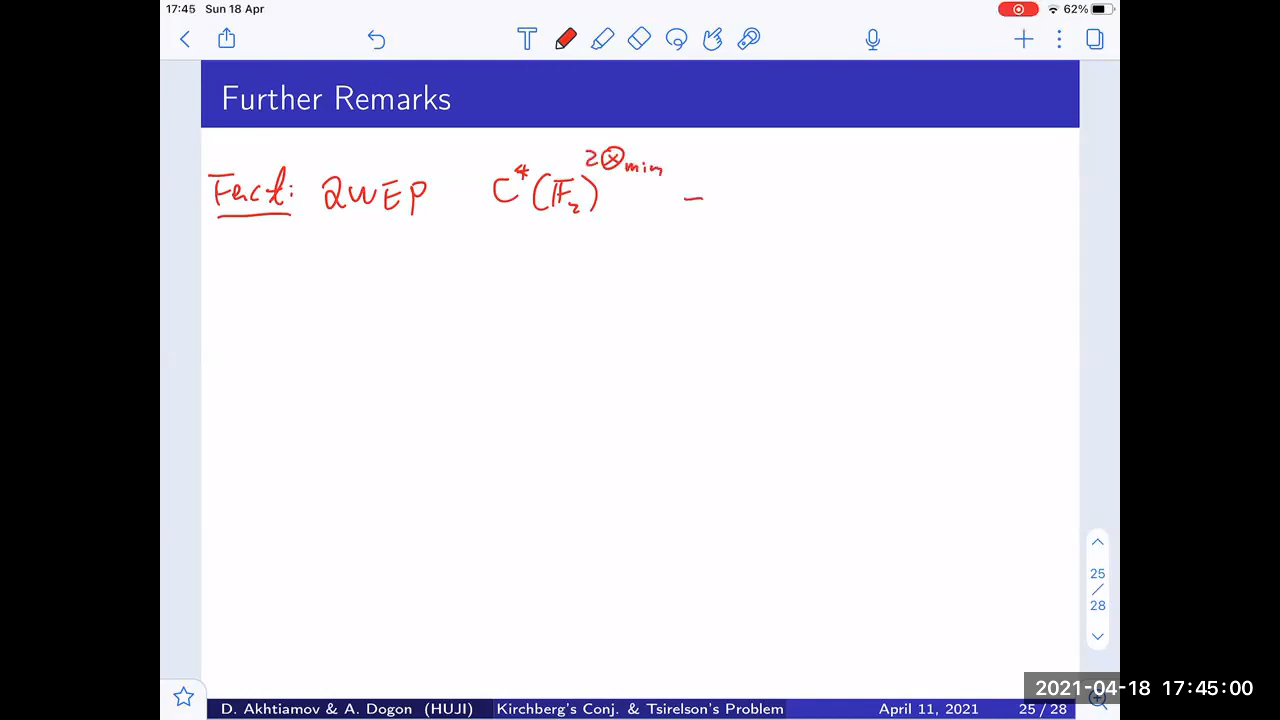 17:45 Sun 18 Apr 62%
Further Remarks
Fact: QWEP C*(𝔽₂)^{2⊗min} –
25
/
28
2021-04-18 17:45:00
D. Akhtiamov & A. Dogon (HUJI) Kirchberg's Conj. & Tsirelson's Problem April 11, 2021 25 / 28